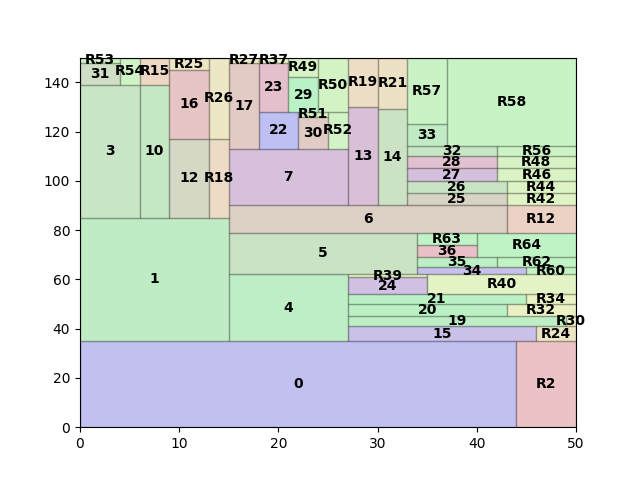 R53 R27 R37
31 R54 R15 R25 R49
140 23 R50 R19 R21 R57
16 R26 17 29 R58
120 22 R51 30 R52 33
3 10 13 14 32 R56
28 R48
100 12 R18 7 27 R46
26 R44
25 R42
80 6 R12
5 R63 R64
36
35 R62
60 1 34 R60
R39
24 R40
4 21 R34
40 20 R32
19 R30
15 R24
20 0 R2
0
0 10 20 30 40 50